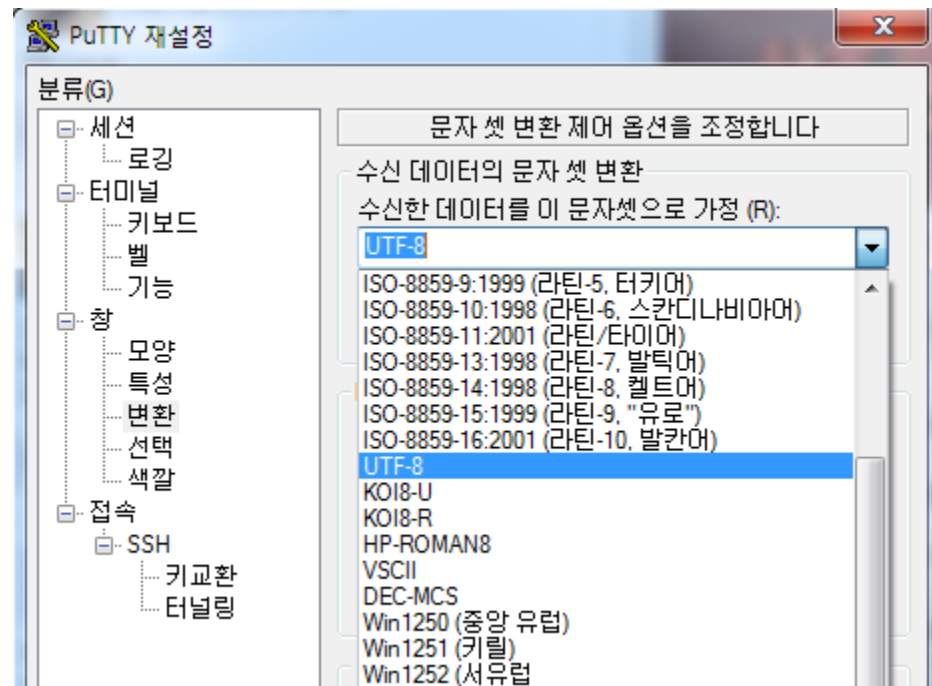 PuTTY 재설정
분류(G)
세션
로깅
터미널
키보드
벨
기능
창
모양
특성
변환
선택
색깔
접속
SSH
키교환
터널링
문자 셋 변환 제어 옵션을 조정합니다
수신 데이터의 문자 셋 변환
수신한 데이터를 이 문자셋으로 가정 (R):
UTF-8
ISO-8859-9:1999 (라틴-5, 터키어)
ISO-8859-10:1998 (라틴-6, 스칸디나비아어)
ISO-8859-11:2001 (라틴/타이어)
ISO-8859-13:1998 (라틴-7, 발틱어)
ISO-8859-14:1998 (라틴-8, 켈트어)
ISO-8859-15:1999 (라틴-9, "유로")
ISO-8859-16:2001 (라틴-10, 발칸어)
UTF-8
KOI8-U
KOI8-R
HP-ROMAN8
VSCII
DEC-MCS
Win1250 (중앙 유럽)
Win1251 (키릴)
Win1252 (서유럽